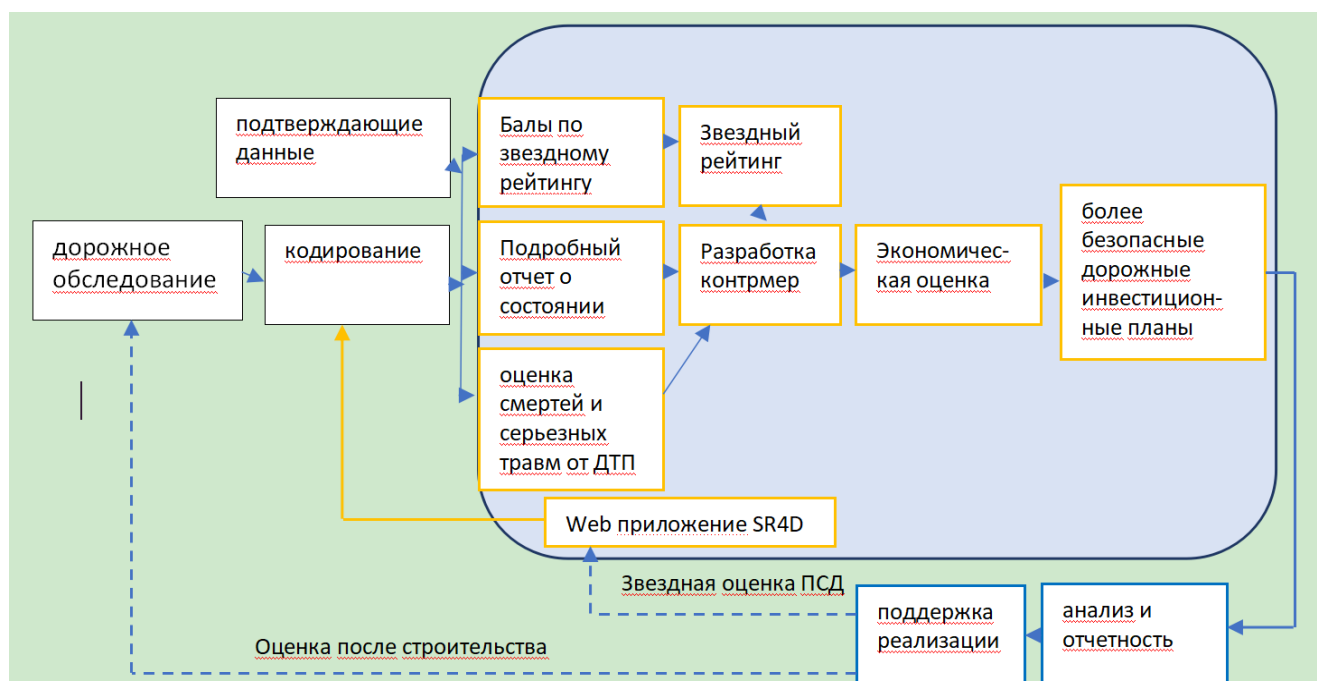 подтверждающие
данные
дорожное
обследование
кодирование
Балы по
звездному
рейтингу
Звездный
рейтинг
Подробный
отчет о
состоянии
Разработка
контрмер
Экономичес-
кая оценка
более
безопасные
дорожные
инвестицион-
ные планы
оценка
смертей и
серьезных
травм от ДТП
Web приложение SR4D
Звездная оценка ПСД
поддержка
реализации
анализ и
отчетность
Оценка после строительства